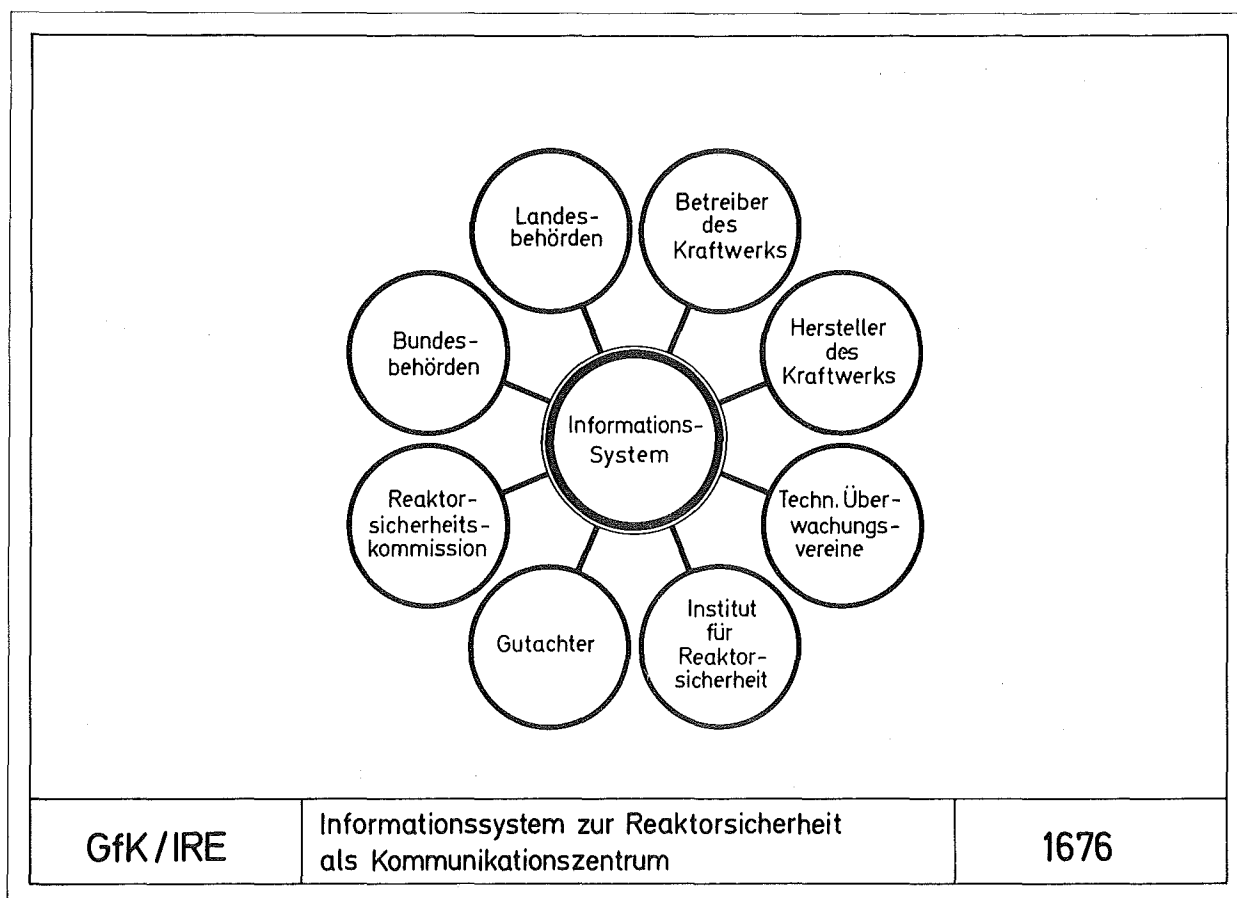 Landes-
behörden
Betreiber
des
Kraftwerks
Bundes-
behörden
Hersteller
des
Kraftwerks
Informations-
System
Reaktor-
sicherheits-
kommission
Techn. Über-
wachungs-
vereine
Gutachter
Institut
für
Reaktor-
sicherheit
GfK/IRE
Informationssystem zur Reaktorsicherheit
als Kommunikationszentrum
1676